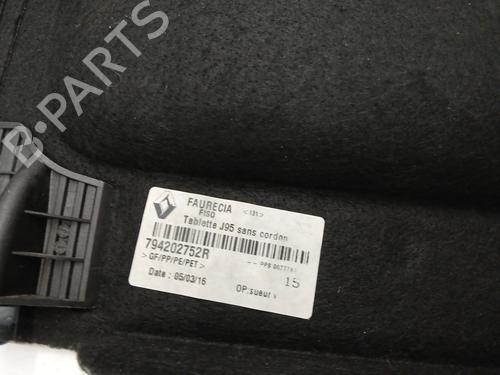 B-PARTS
FAURECIA <131>
FISO
Tablette J95 sans cordon
794202752R
>GF/PP/PE/PET<
Date : 05/03/16
15
OP:sueur v